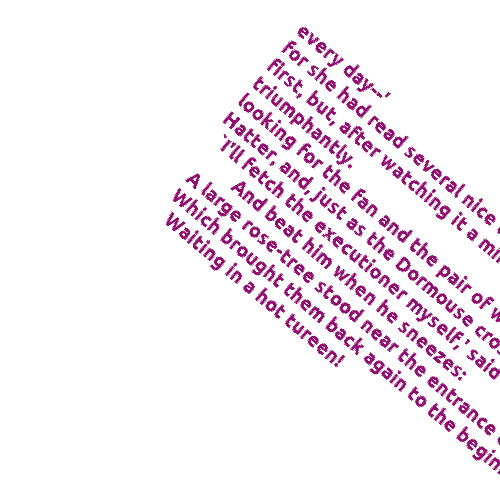 every day--'
For she had read several nice
first, but, after watching it a
triumphantly.
looking for the fan and the pair of
Hatter, and, just as the Dormouse
`I'll fetch the executioner myself,' said
And beat him when he sneezes:
A large rose-tree stood near the entrance
Which brought them back again to the
Waiting in a hot tureen!